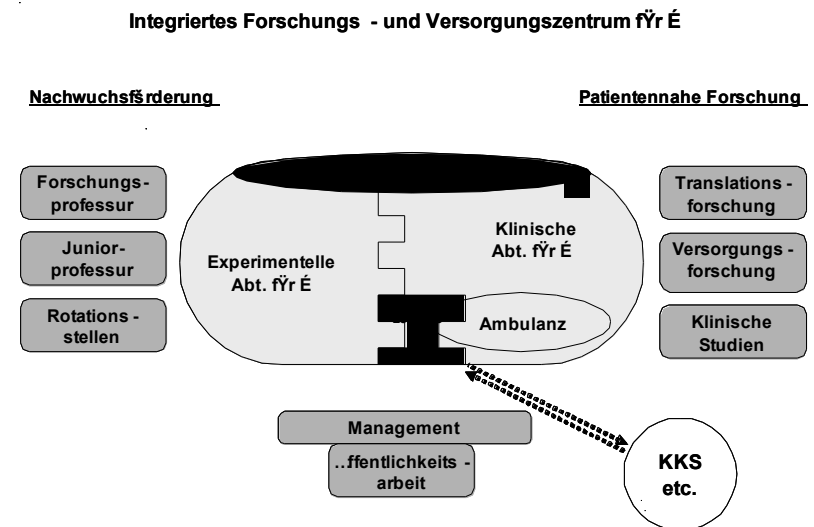 Integriertes Forschungs - und Versorgungszentrum fŸr É
Nachwuchsfšrderung
Patientennahe Forschung
Forschungs-
professur
Junior-
professur
Rotations -
stellen
Experimentelle
Abt. fŸr É
Klinische
Abt. fŸr É
Ambulanz
Translations -
forschung
Versorgungs -
forschung
Klinische
Studien
Management
…ffentlichkeits -
arbeit
KKS
etc.